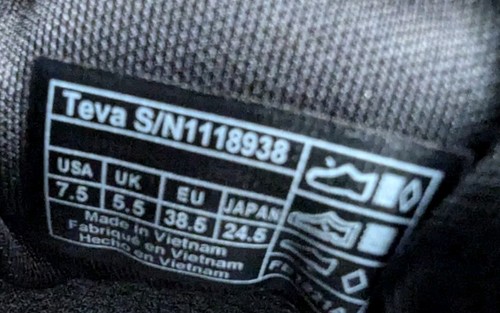 Teva S/N1118938
USA UK EU JAPAN
7.5 5.5 38.5 24.5
Made in Vietnam
Fabriqué en Vietnam
Hecho en Vietnam